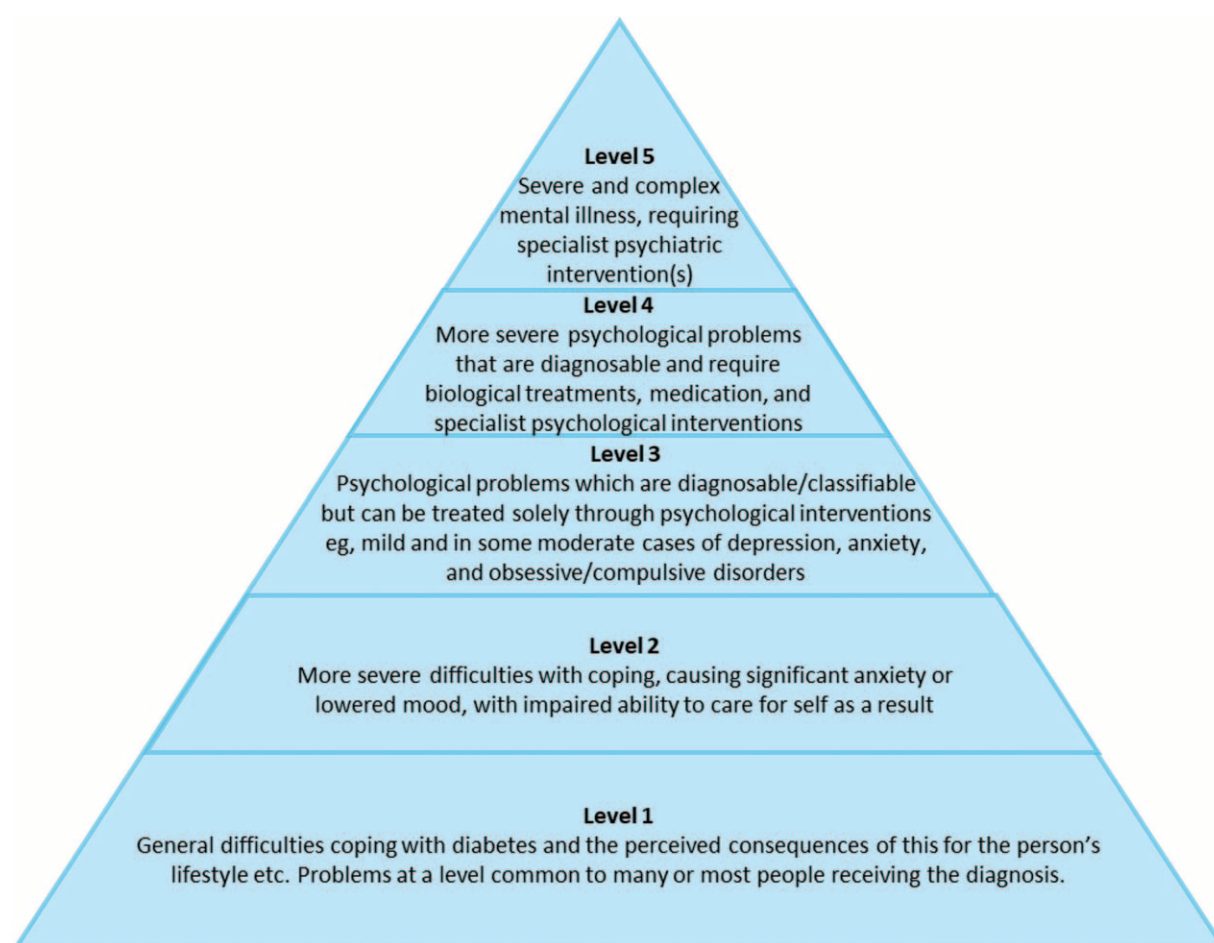 Level 5
Severe and complex
mental illness, requiring
specialist psychiatric
intervention(s)
Level 4
More severe psychological problems
that are diagnosable and require
biological treatments, medication, and
specialist psychological interventions
Level 3
Psychological problems which are diagnosable/classifiable
but can be treated solely through psychological interventions
eg, mild and in some moderate cases of depression, anxiety,
and obsessive/compulsive disorders
Level 2
More severe difficulties with coping, causing significant anxiety or
lowered mood, with impaired ability to care for self as a result
Level 1
General difficulties coping with diabetes and the perceived consequences of this for the person’s
lifestyle etc. Problems at a level common to many or most people receiving the diagnosis.